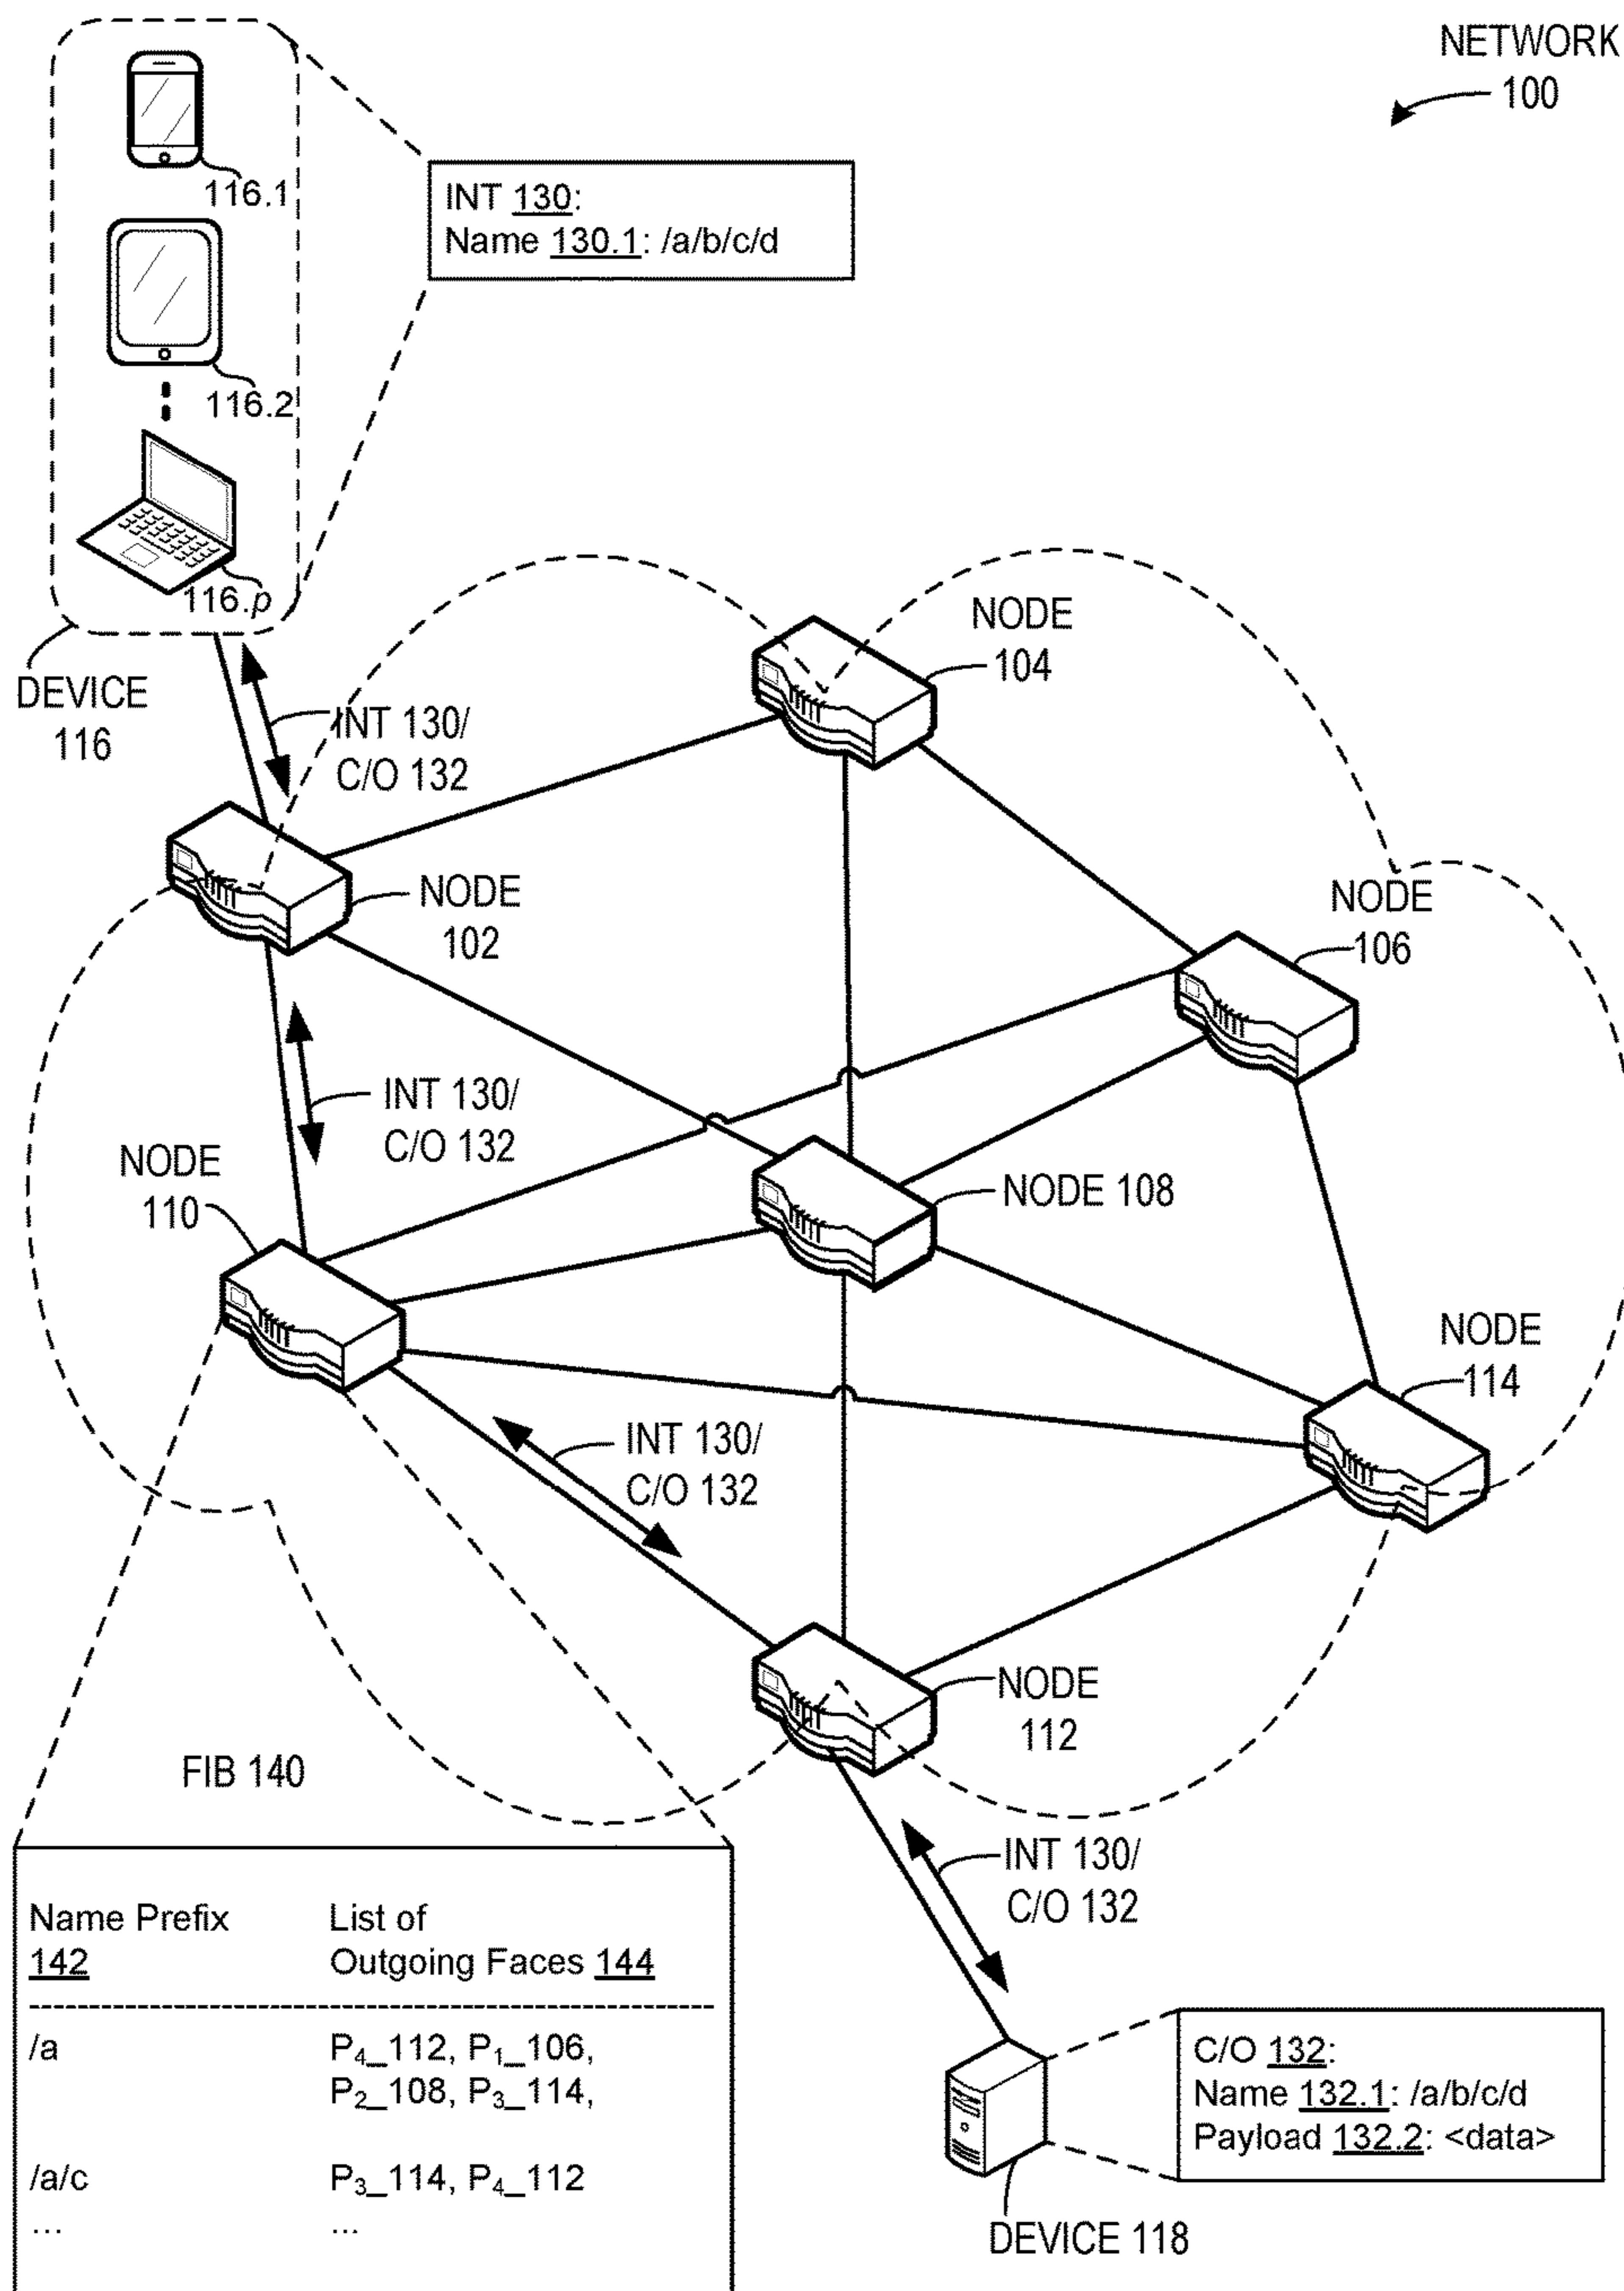 NETWORK
100
116.1
116.2
116.p
INT 130:
Name 130.1: /a/b/c/d
DEVICE
116
INT 130/
C/O 132
NODE
104
NODE
102
NODE
106
INT 130/
C/O 132
NODE
110
NODE 108
NODE
114
INT 130/
C/O 132
NODE
112
FIB 140
INT 130/
C/O 132
Name Prefix List of
142 Outgoing Faces 144
/a P₄_112, P₁_106,
P₂_108, P₃_114,
/a/c P₃_114, P₄_112
... ...
C/O 132:
Name 132.1: /a/b/c/d
Payload 132.2: <data>
DEVICE 118